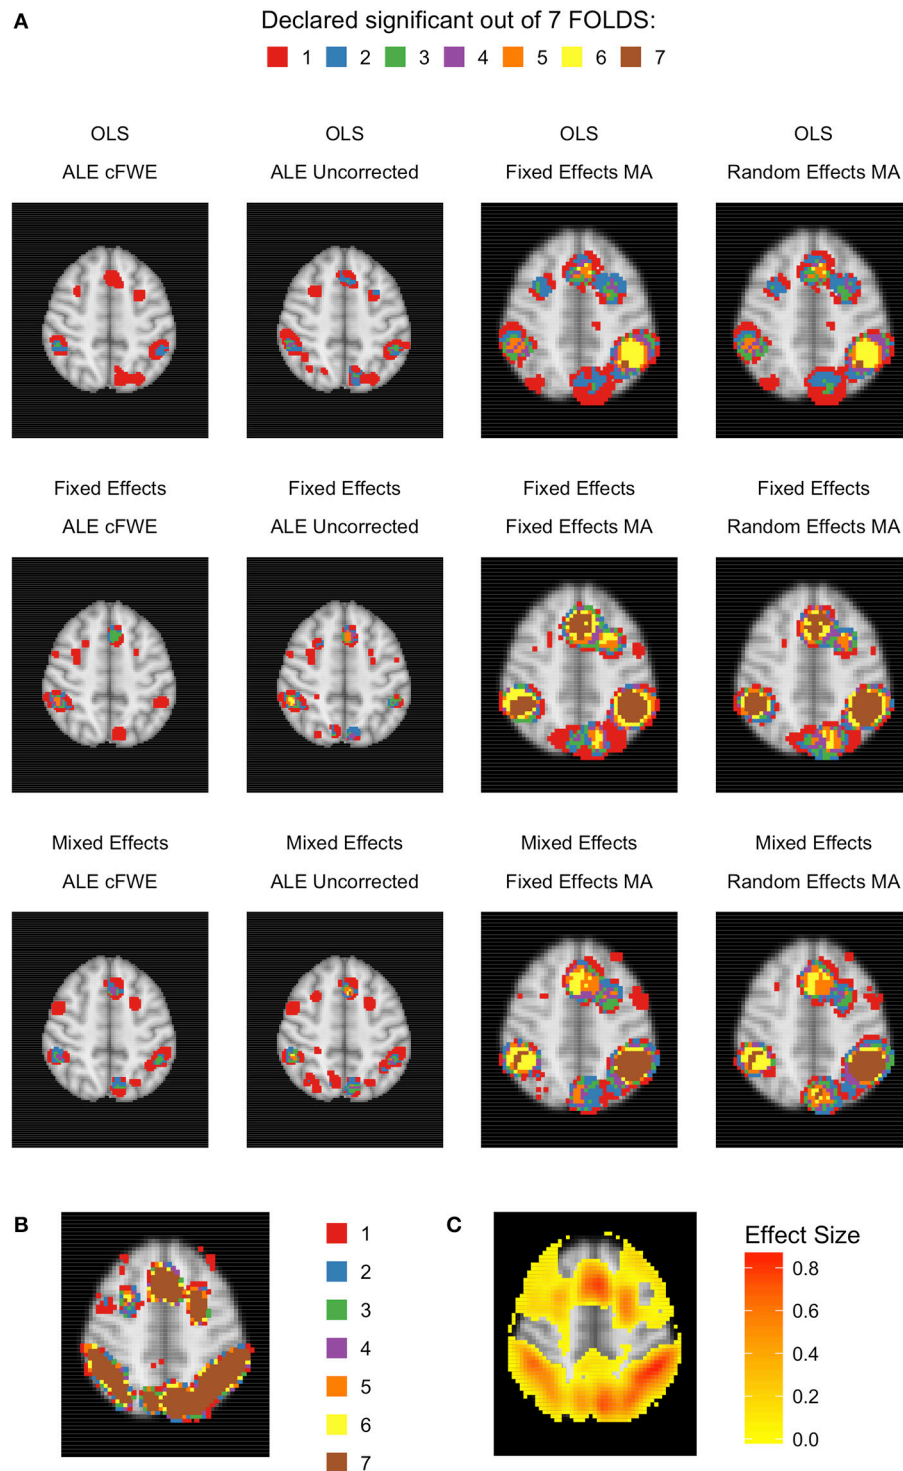 A
Declared significant out of 7 FOLDS:
1 2 3 4 5 6 7
OLS OLS OLS OLS
ALE cFWE ALE Uncorrected Fixed Effects MA Random Effects MA
Fixed Effects Fixed Effects Fixed Effects Fixed Effects
ALE cFWE ALE Uncorrected Fixed Effects MA Random Effects MA
Mixed Effects Mixed Effects Mixed Effects Mixed Effects
ALE cFWE ALE Uncorrected Fixed Effects MA Random Effects MA
B
1
2
3
4
5
6
7
C
Effect Size
0.8
0.6
0.4
0.2
0.0